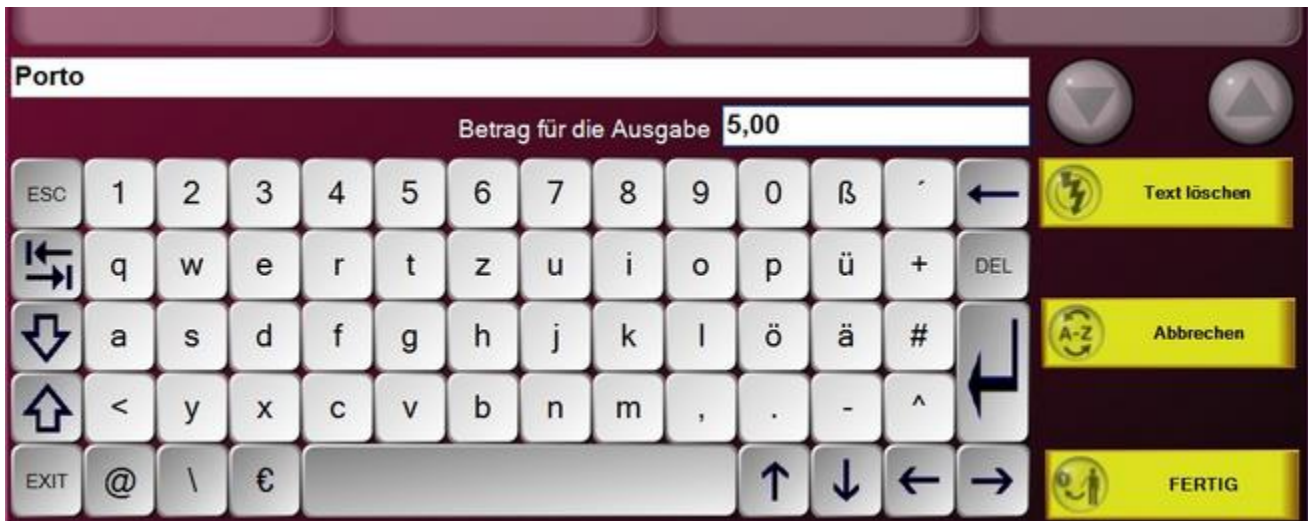 Porto
Betrag für die Ausgabe 5,00
ESC 1 2 3 4 5 6 7 8 9 0 ß ´ Text löschen
q w e r t z u i o p ü + DEL
a s d f g h j k l ö ä # A-Z Abbrechen
< y x c v b n m , . - ^
EXIT @ \ € FERTIG